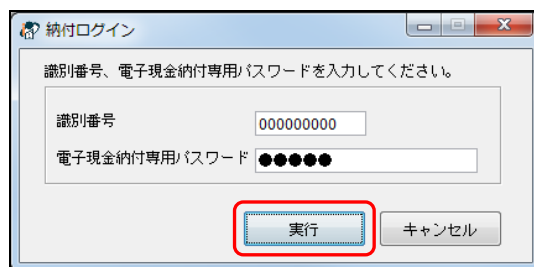 納付ログイン
識別番号、電子現金納付専用パスワードを入力してください。
識別番号 000000000
電子現金納付専用パスワード ●●●●●
実行 キャンセル